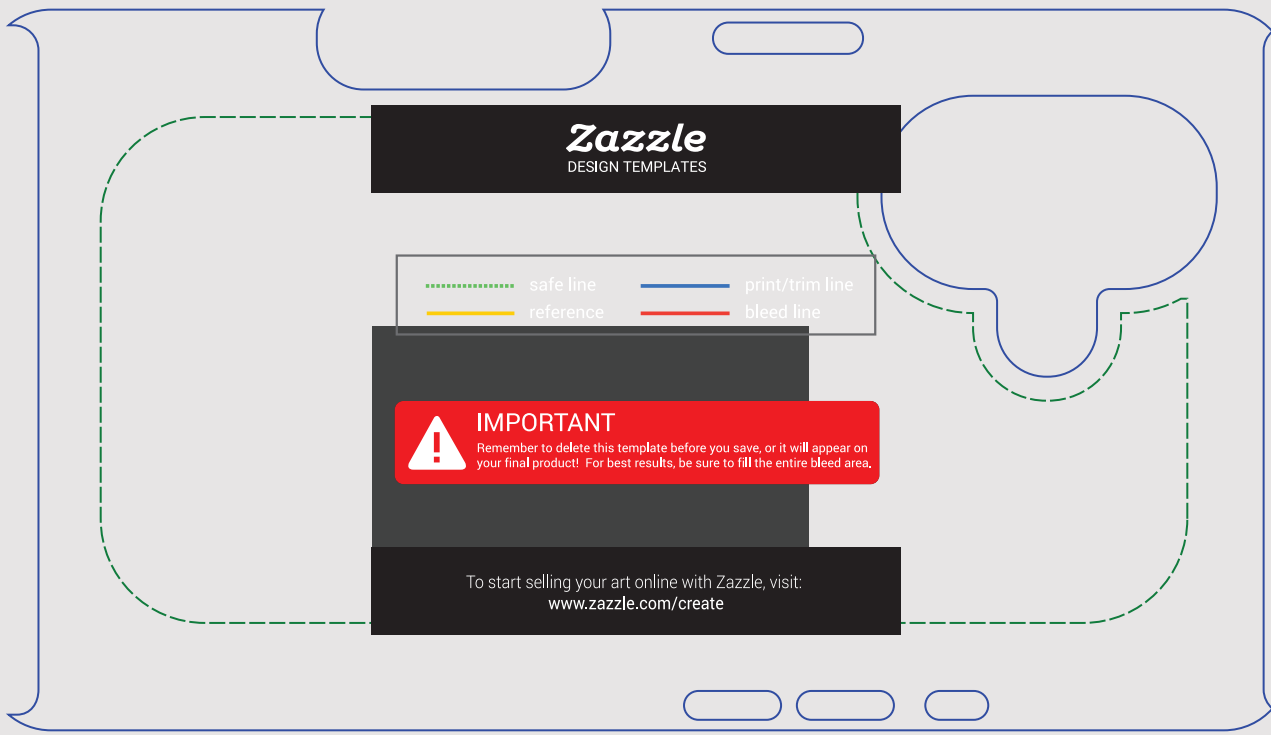 Zazzle
DESIGN TEMPLATES
safe line
print/trim line
reference
bleed line
IMPORTANT
Remember to delete this template before you save, or it will appear on
your final product! For best results, be sure to fill the entire bleed area.
To start selling your art online with Zazzle, visit:
www.zazzle.com/create